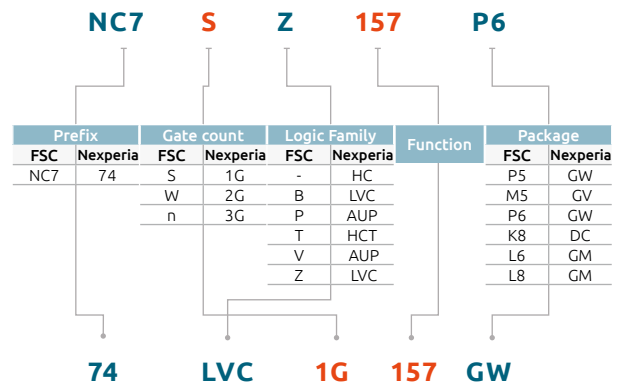 NC7 S Z 157 P6
Prefix Gate count Logic Family Function Package
FSC Nexperia FSC Nexperia FSC Nexperia FSC Nexperia
NC7 74 S 1G - HC P5 GW
W 2G B LVC M5 GV
n 3G P AUP P6 GW
T HCT K8 DC
V AUP L6 GM
Z LVC L8 GM
74 LVC 1G 157 GW